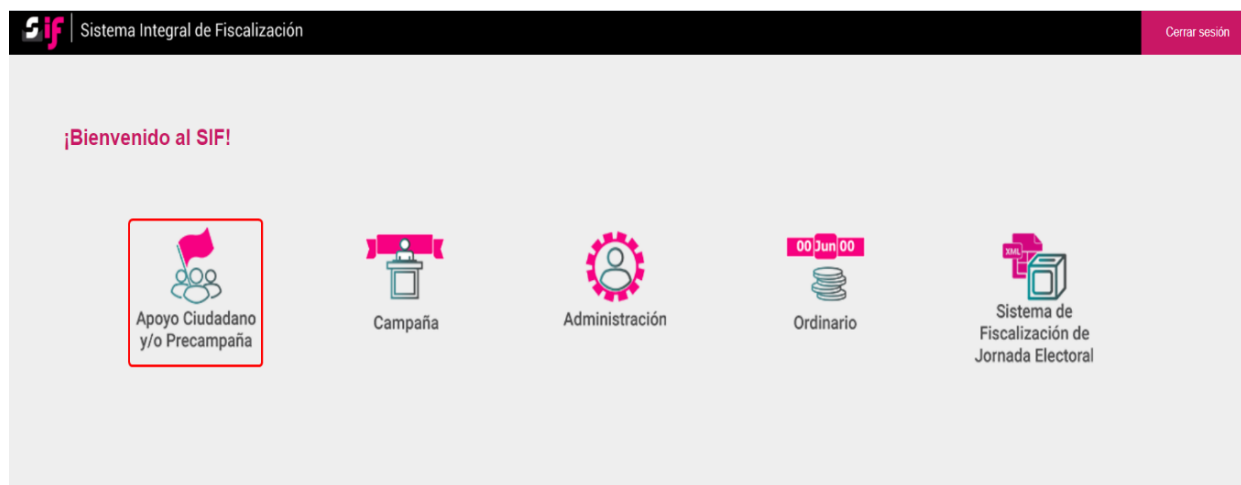 sif Sistema Integral de Fiscalización
Cerrar sesión
¡Bienvenido al SIF!
Apoyo Ciudadano
y/o Precampaña
Campaña
Administración
00 Jun 00
Ordinario
XML
Sistema de
Fiscalización de
Jornada Electoral